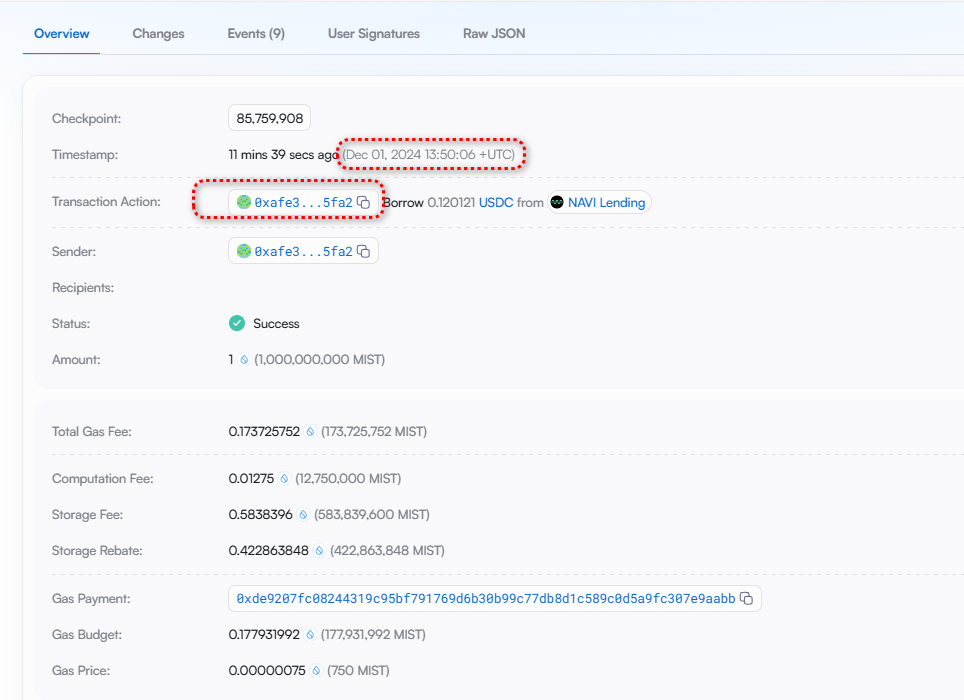 Overview Changes Events (9) User Signatures Raw JSON
Checkpoint: 85,759,908
Timestamp: 11 mins 39 secs ago (Dec 01, 2024 13:50:06 +UTC)
Transaction Action: 0xafe3...5fa2 Borrow 0.120121 USDC from NAVI Lending
Sender: 0xafe3...5fa2
Recipients:
Status: Success
Amount: 1 (1,000,000,000 MIST)
Total Gas Fee: 0.173725752 (173,725,752 MIST)
Computation Fee: 0.01275 (12,750,000 MIST)
Storage Fee: 0.5838396 (583,839,600 MIST)
Storage Rebate: 0.422863848 (422,863,848 MIST)
Gas Payment: 0xde9207fc08244319c95bf791769d6b30b99c77db8d1c589c0d5a9fc307e9aabb
Gas Budget: 0.177931992 (177,931,992 MIST)
Gas Price: 0.00000075 (750 MIST)